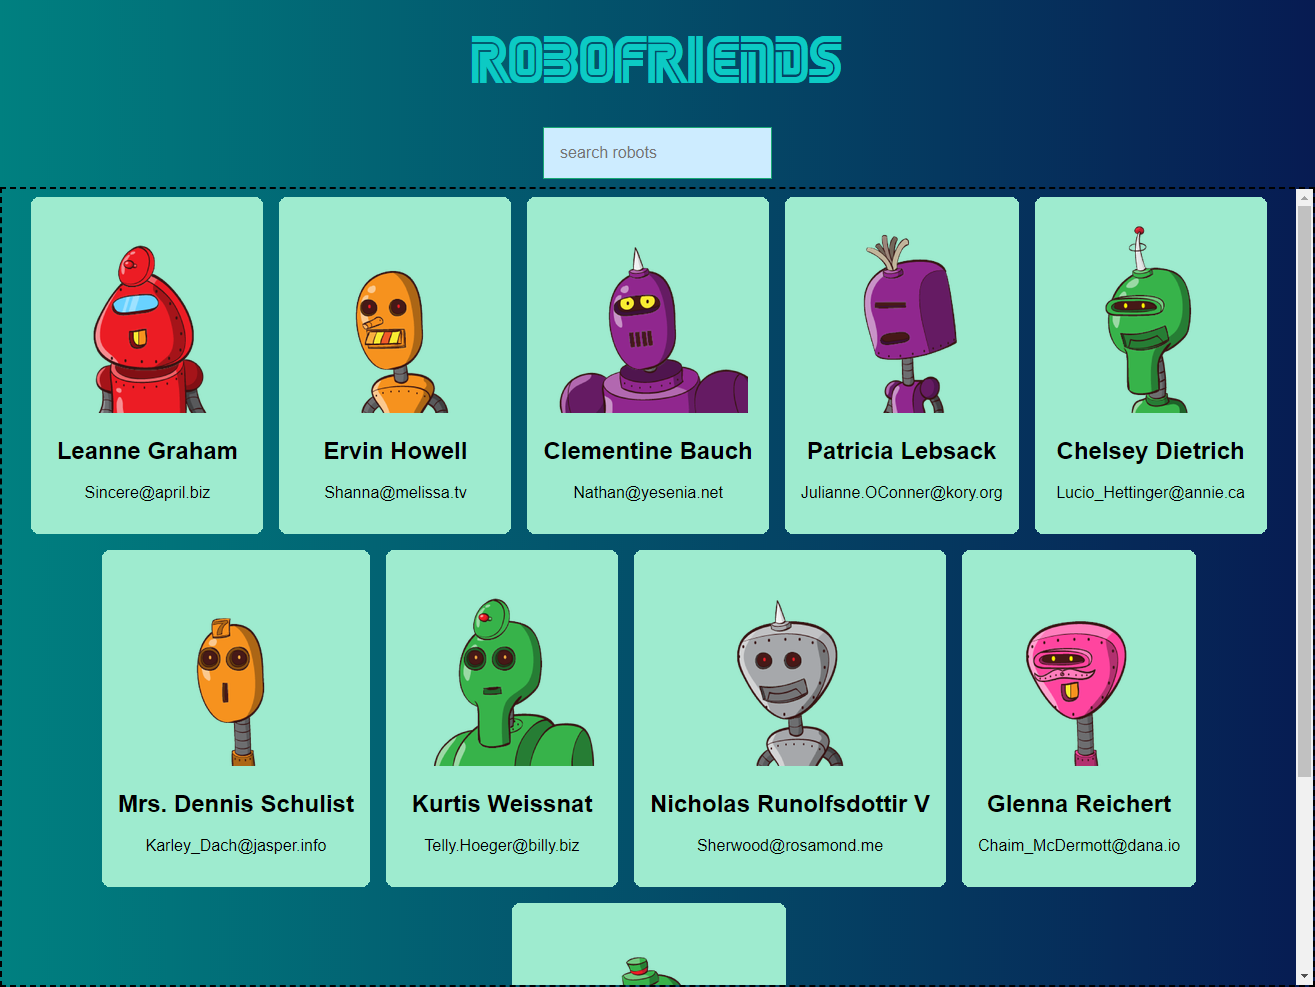 ROBOFRIENDS
search robots
Leanne Graham
Sincere@april.biz
Ervin Howell
Shanna@melissa.tv
Clementine Bauch
Nathan@yesenia.net
Patricia Lebsack
Julianne.OConner@kory.org
Chelsey Dietrich
Lucio_Hettinger@annie.ca
7
Mrs. Dennis Schulist
Karley_Dach@jasper.info
Kurtis Weissnat
Telly.Hoeger@billy.biz
Nicholas Runolfsdottir V
Sherwood@rosamond.me
Glenna Reichert
Chaim_McDermott@dana.io